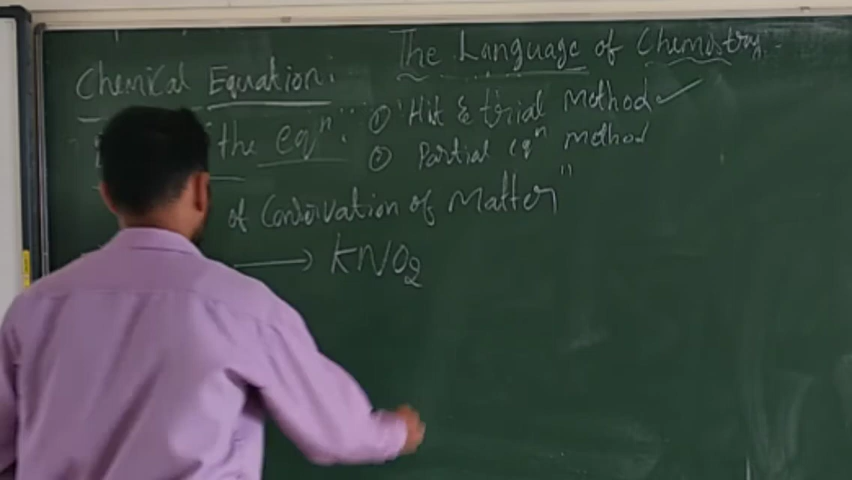 The Language of Chemistry
Chemical Equation:
the eqⁿ: ① "Hit & trial Method ✓
② Partial eqⁿ method
of Conservation of Matter"
→ KNO₂